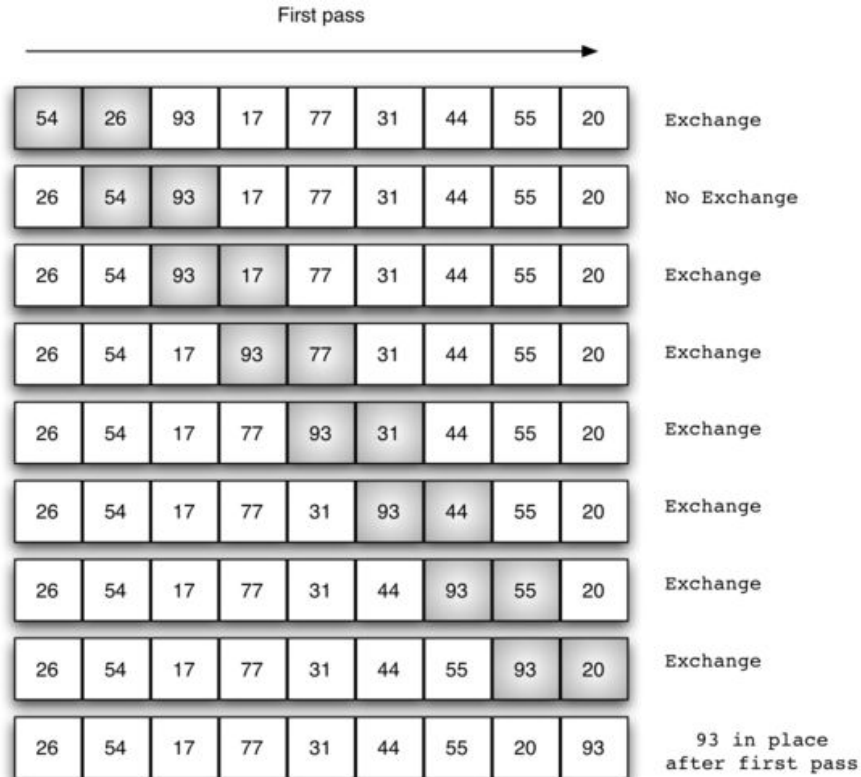 First pass
54 26 93 17 77 31 44 55 20 Exchange
26 54 93 17 77 31 44 55 20 No Exchange
26 54 93 17 77 31 44 55 20 Exchange
26 54 17 93 77 31 44 55 20 Exchange
26 54 17 77 93 31 44 55 20 Exchange
26 54 17 77 31 93 44 55 20 Exchange
26 54 17 77 31 44 93 55 20 Exchange
26 54 17 77 31 44 55 93 20 Exchange
26 54 17 77 31 44 55 20 93 93 in place
after first pass